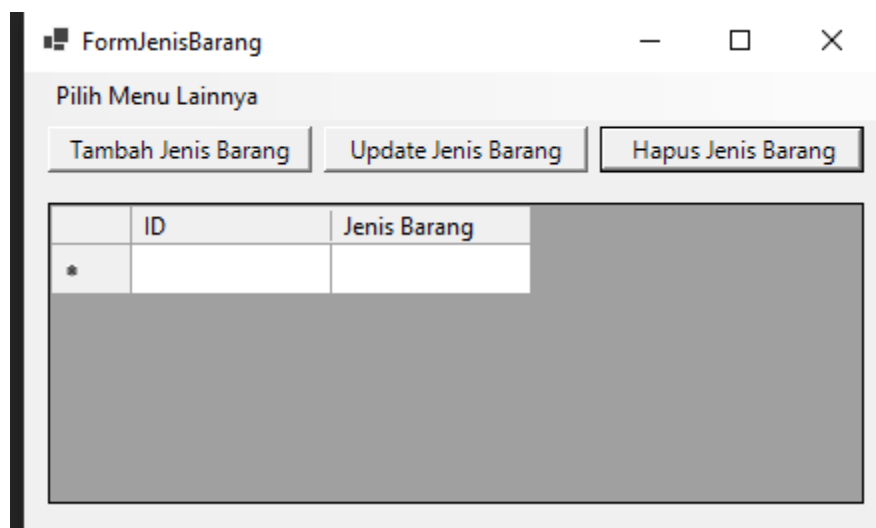 FormJenisBarang
Pilih Menu Lainnya
Tambah Jenis Barang Update Jenis Barang Hapus Jenis Barang
ID Jenis Barang
*